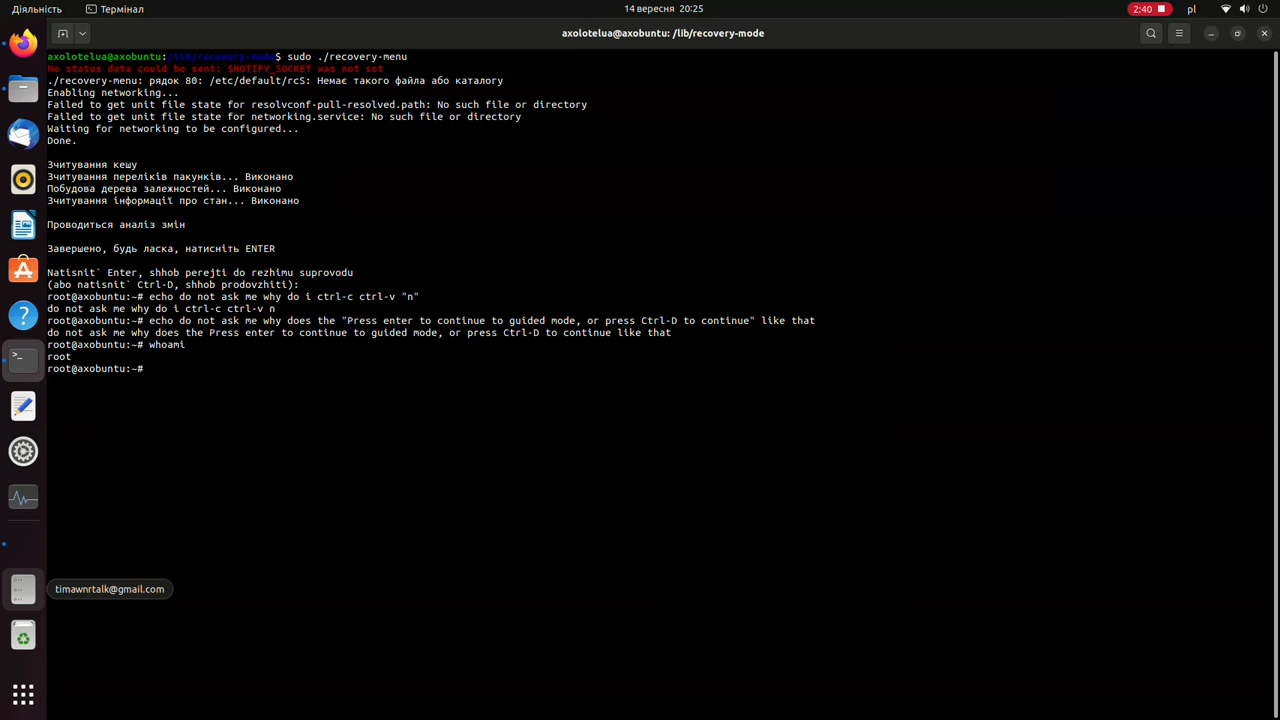 Діяльність
Термінал
14 вересня 20:25
2:40
pl
axolotelua@axobuntu: /lib/recovery-mode
axolotelua@axobuntu:/lib/recovery-mode$ sudo ./recovery-menu
No status data could be sent: $NOTIFY_SOCKET was not set
./recovery-menu: рядок 80: /etc/default/rcS: Немає такого файла або каталогу
Enabling networking...
Failed to get unit file state for resolvconf-pull-resolved.path: No such file or directory
Failed to get unit file state for networking.service: No such file or directory
Waiting for networking to be configured...
Done.
Зчитування кешу
Зчитування переліків пакунків... Виконано
Побудова дерева залежностей... Виконано
Зчитування інформації про стан... Виконано
Проводиться аналіз змін
Завершено, будь ласка, натисніть ENTER
Natisnit` Enter, shhob perejti do rezhimu suprovodu
(abo natisnit` Ctrl-D, shhob prodovzhiti):
root@axobuntu:~# echo do not ask me why do i ctrl-c ctrl-v "n"
do not ask me why do i ctrl-c ctrl-v n
root@axobuntu:~# echo do not ask me why does the "Press enter to continue to guided mode, or press Ctrl-D to continue" like that
do not ask me why does the Press enter to continue to guided mode, or press Ctrl-D to continue like that
root@axobuntu:~# whoami
root
root@axobuntu:~#
timawnrtalk@gmail.com